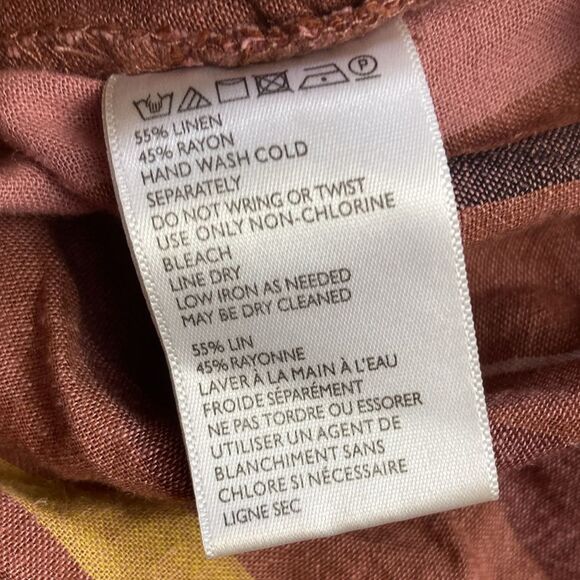 P
55% LINEN
45% RAYON
HAND WASH COLD
SEPARATELY
DO NOT WRING OR TWIST
USE ONLY NON-CHLORINE
BLEACH
LINE DRY
LOW IRON AS NEEDED
MAY BE DRY CLEANED
55% LIN
45% RAYONNE
LAVER À LA MAIN À L'EAU
FROIDE SÉPARÉMENT
NE PAS TORDRE OU ESSORER
UTILISER UN AGENT DE
BLANCHIMENT SANS
CHLORE SI NÉCESSAIRE
LIGNE SEC